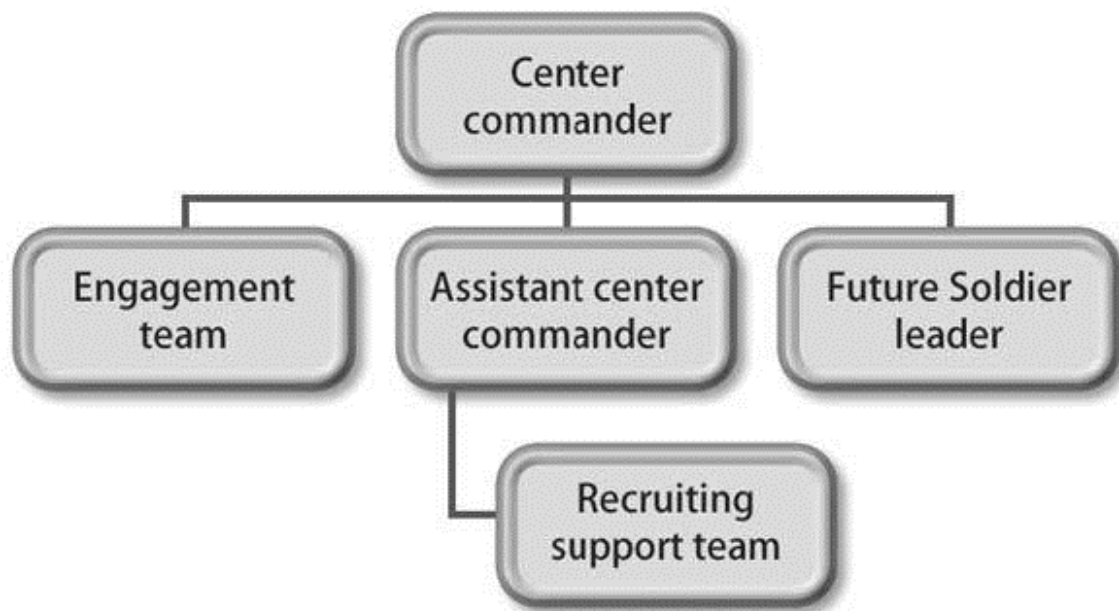 Center
commander
Engagement
team
Assistant center
commander
Future Soldier
leader
Recruiting
support team